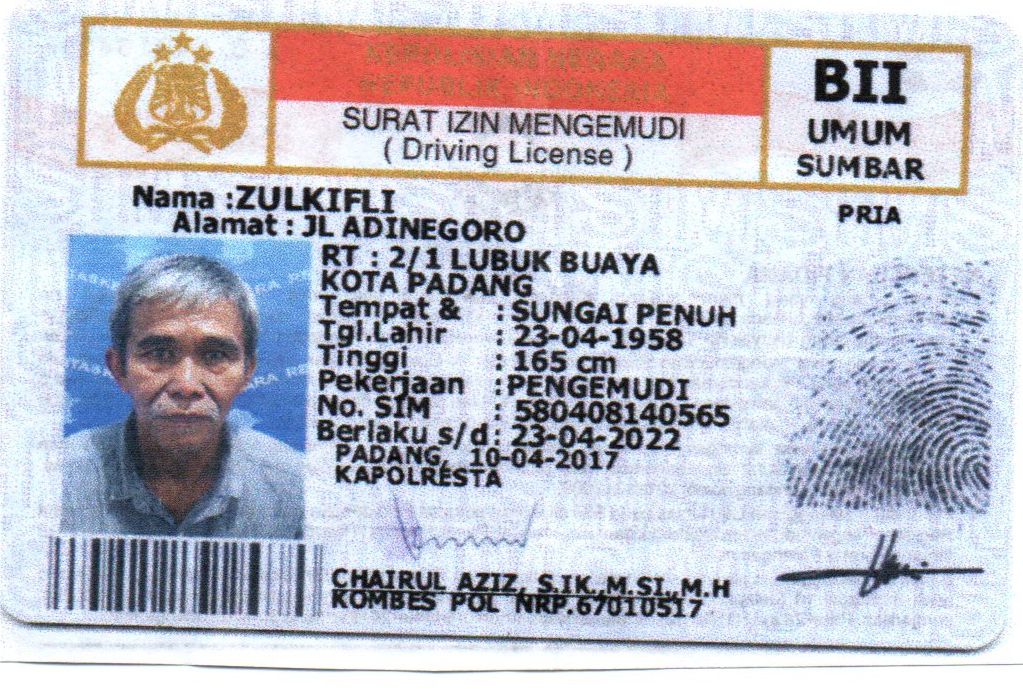 KEPOLISIAN NEGARA
REPUBLIK INDONESIA
SURAT IZIN MENGEMUDI
( Driving License )
BII
UMUM
SUMBAR
Nama :ZULKIFLI
PRIA
Alamat : JL ADINEGORO
RT : 2/1 LUBUK BUAYA
KOTA PADANG
Tempat & : SUNGAI PENUH
Tgl.Lahir : 23-04-1958
Tinggi : 165 cm
Pekerjaan :PENGEMUDI
No. SIM : 580408140565
Berlaku s/d : 23-04-2022
PADANG, 10-04-2017
KAPOLRESTA
CHAIRUL AZIZ, S.IK.,M.SI.,M.H
KOMBES POL NRP.67010517